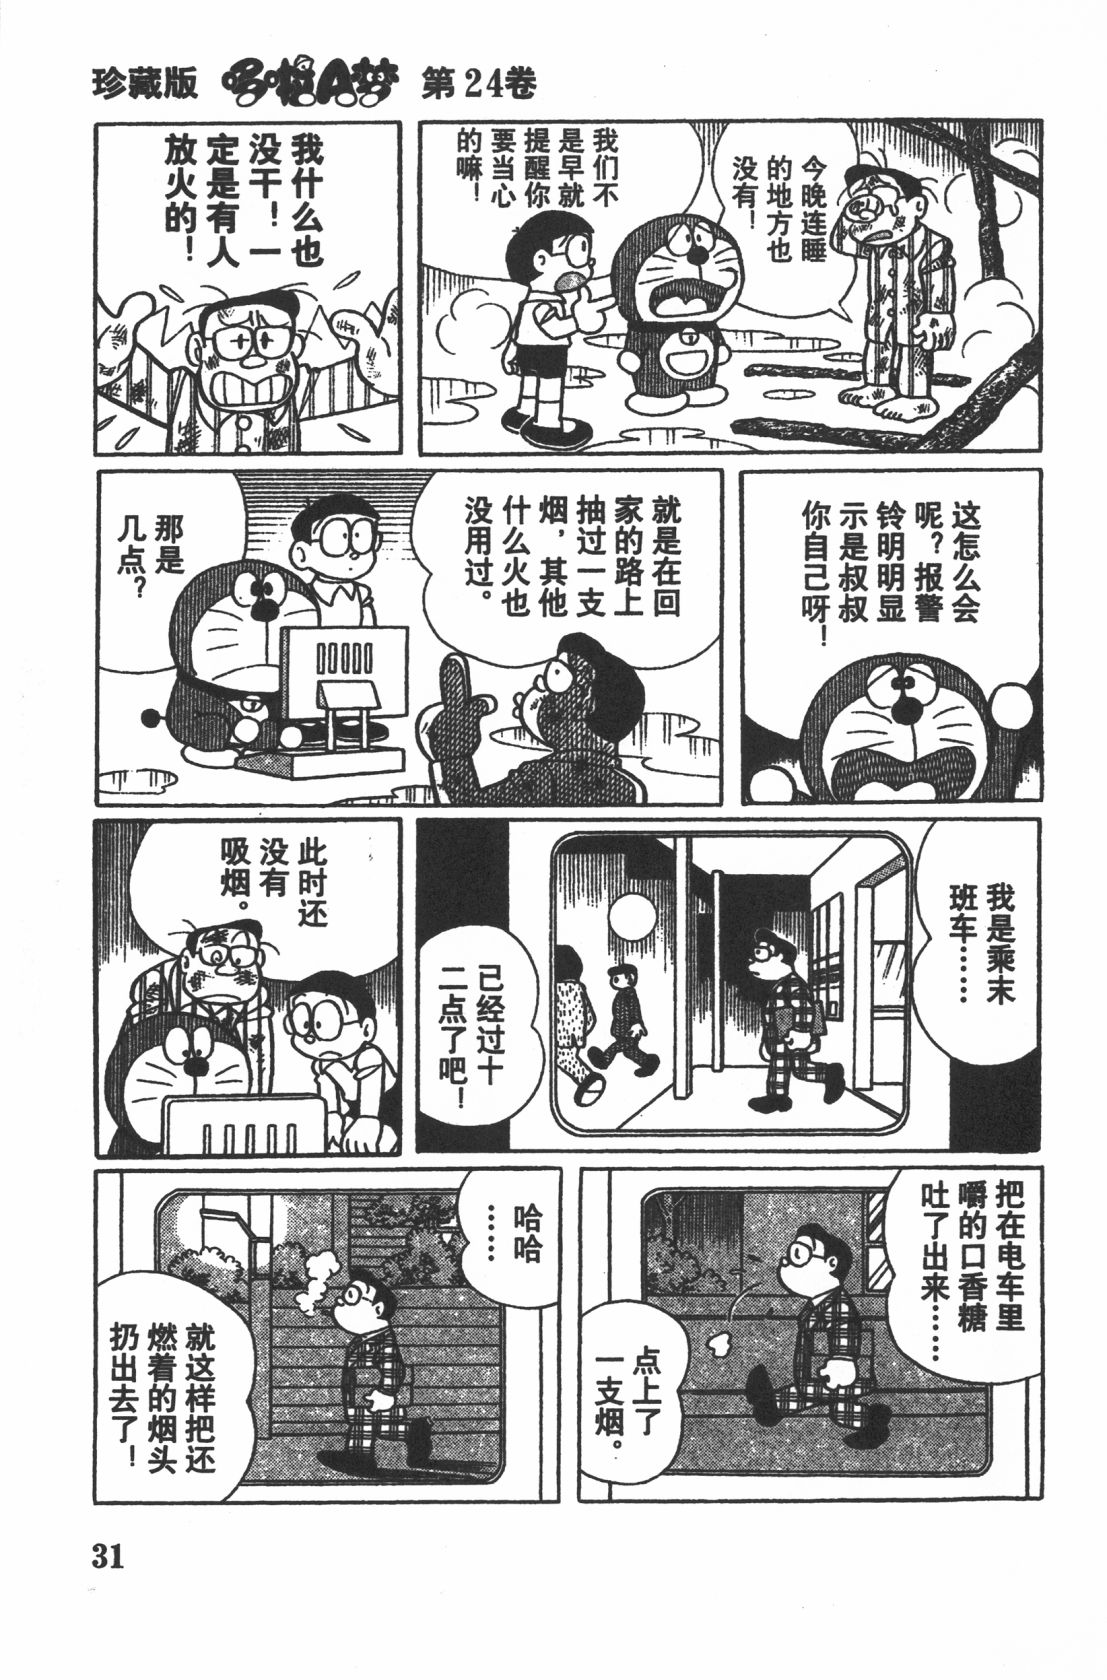 珍藏版 哆啦A梦 第24卷
今晚连睡
的地方也
没有！
我们不
是早就
提醒你
要当心
的嘛！
我什么也
没干！一
定是有人
放火的！
这怎么会
呢？报警
铃明明显
示是叔叔
你自己呀！
就是在回
家的路上
抽过一支
烟，其他
什么火也
没用过。
那是
几点？
我是乘末
班车……
已经过十
二点了吧！
此时还
没有
吸烟。
把在电车里
嚼的口香糖
吐了出来……
点上了
一支烟。
哈哈
……
就这样把还
燃着的烟头
扔出去了！
31